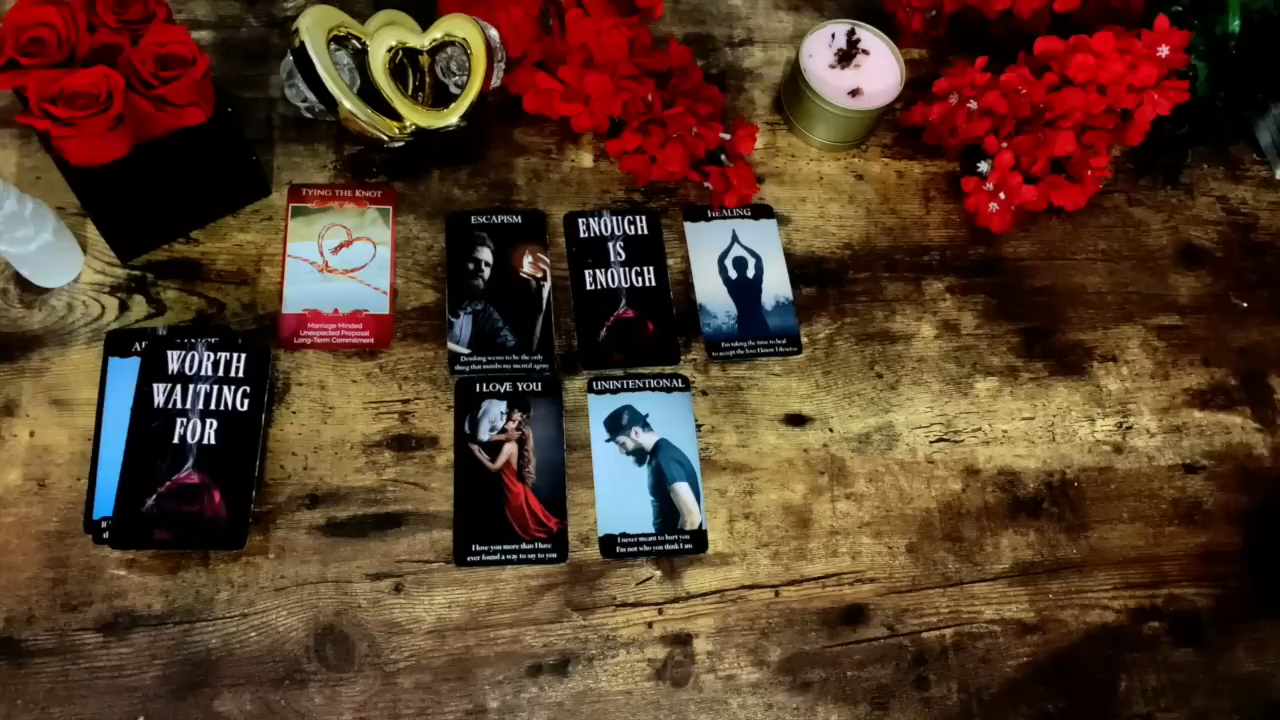 TYING THE KNOT
Marriage Minded
Unexpected Proposal
Long-Term Commitment
ESCAPISM
Drinking seems to be the only
thing that numbs my mental agony
ENOUGH
IS
ENOUGH
HEALING
I'm taking the time to heal
to accept the love I know I deserve
WORTH
WAITING
FOR
I LOVE YOU
I love you more than I have
ever found a way to say to you
UNINTENTIONAL
I never meant to hurt you
I'm not who you think I am